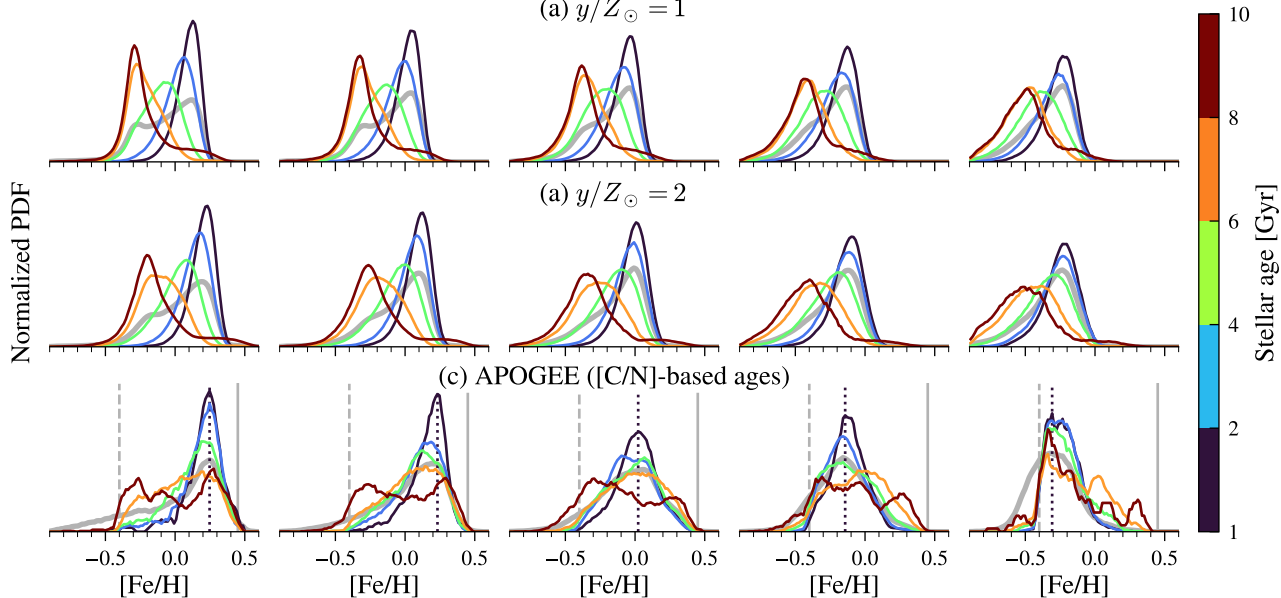 (a) y/Z⊙ = 1
(a) y/Z⊙ = 2
(c) APOGEE ([C/N]-based ages)
Normalized PDF
−0.5 0.0 0.5 −0.5 0.0 0.5 −0.5 0.0 0.5 −0.5 0.0 0.5 −0.5 0.0 0.5
[Fe/H] [Fe/H] [Fe/H] [Fe/H] [Fe/H]
10
8
6
4
2
1
Stellar age [Gyr]